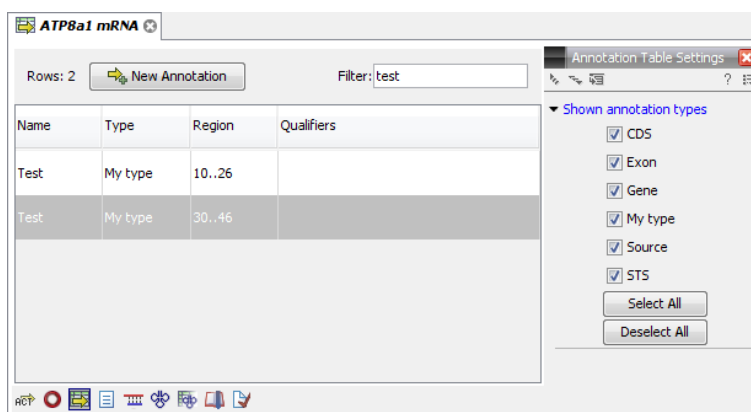 ATP8a1 mRNA
Rows: 2 New Annotation Filter: test
Name Type Region Qualifiers
Test My type 10..26
Test My type 30..46
Annotation Table Settings
?
Shown annotation types
CDS
Exon
Gene
My type
Source
STS
Select All
Deselect All
ACT